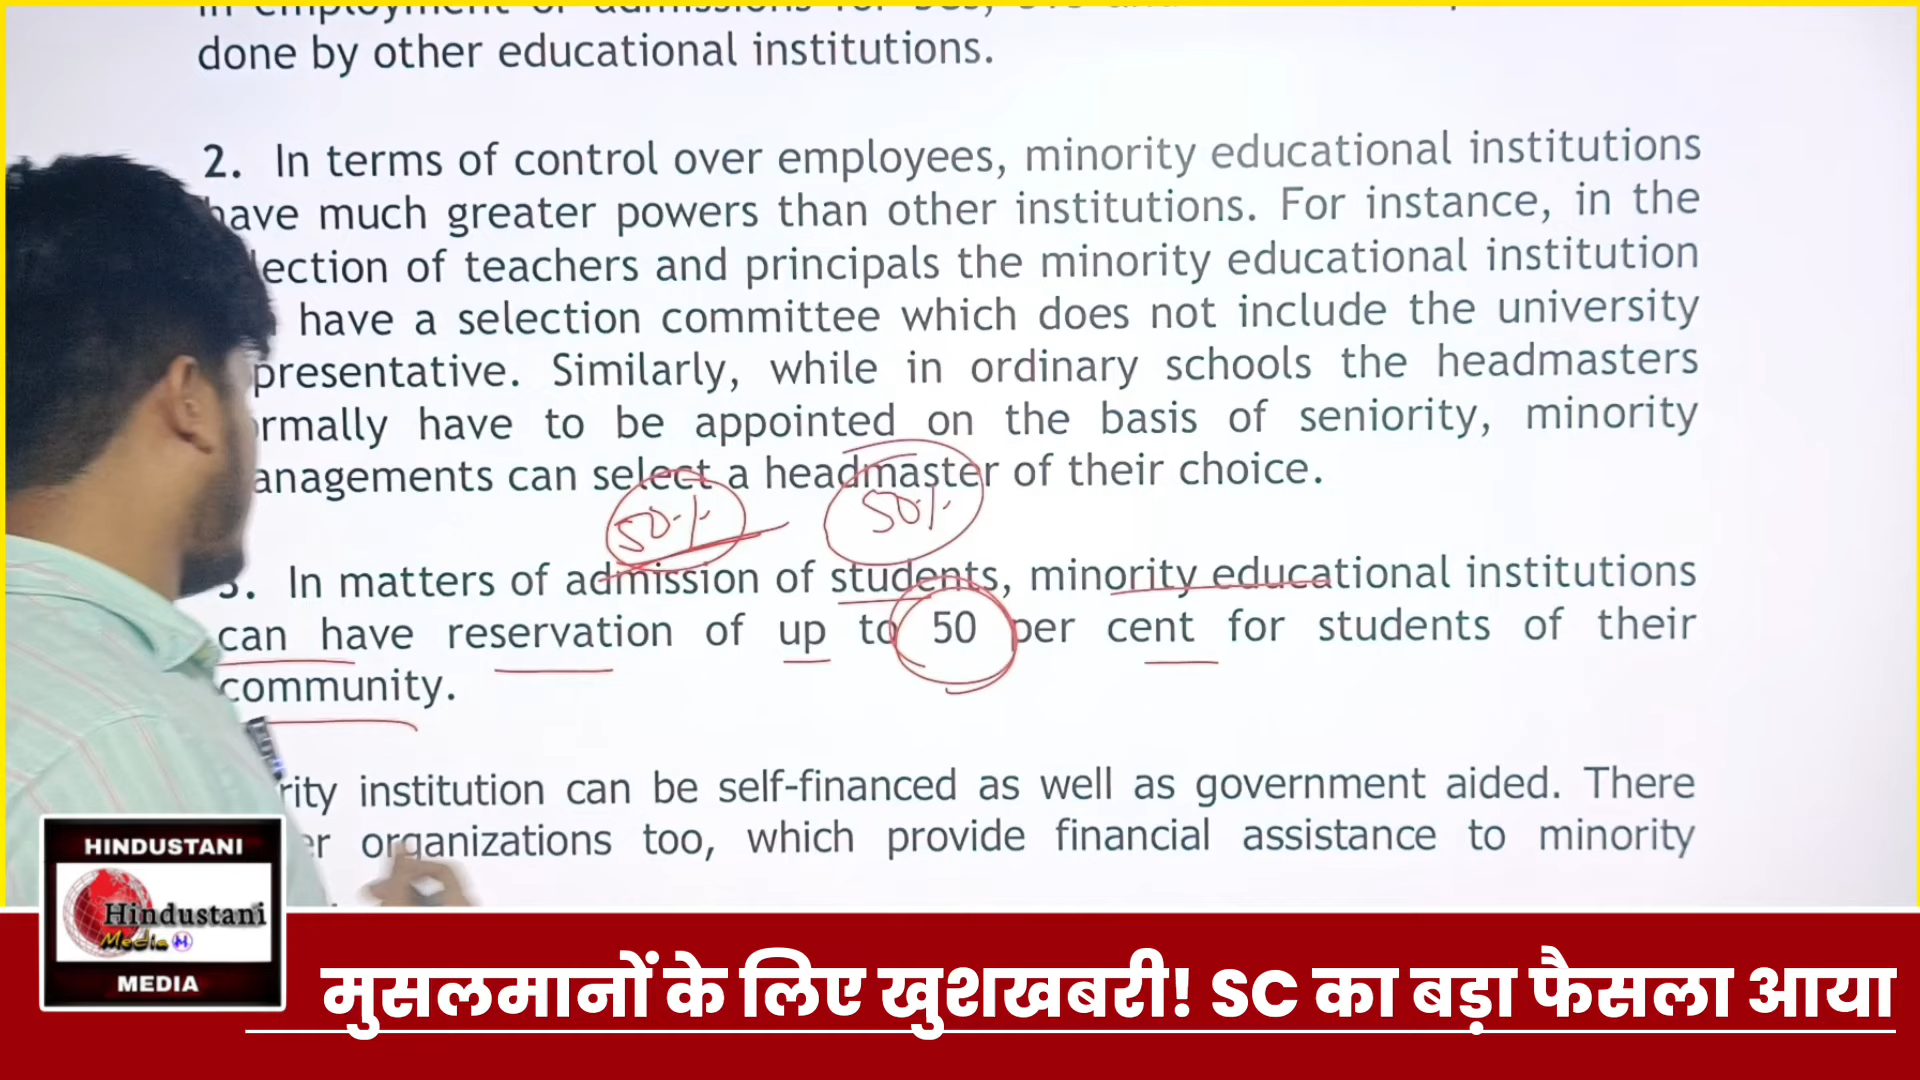 done by other educational institutions.
2. In terms of control over employees, minority educational institutions
have much greater powers than other institutions. For instance, in the
ection of teachers and principals the minority educational institution
have a selection committee which does not include the university
presentative. Similarly, while in ordinary schools the headmasters
rmally have to be appointed on the basis of seniority, minority
anagements can select a headmaster of their choice.
50% 50%
3. In matters of admission of students, minority educational institutions
can have reservation of up to 50 per cent for students of their
community.
rity institution can be self-financed as well as government aided. There
er organizations too, which provide financial assistance to minority
HINDUSTANI
Hindustani
Media M
MEDIA
मुसलमानों के लिए खुशखबरी! SC का बड़ा फैसला आया